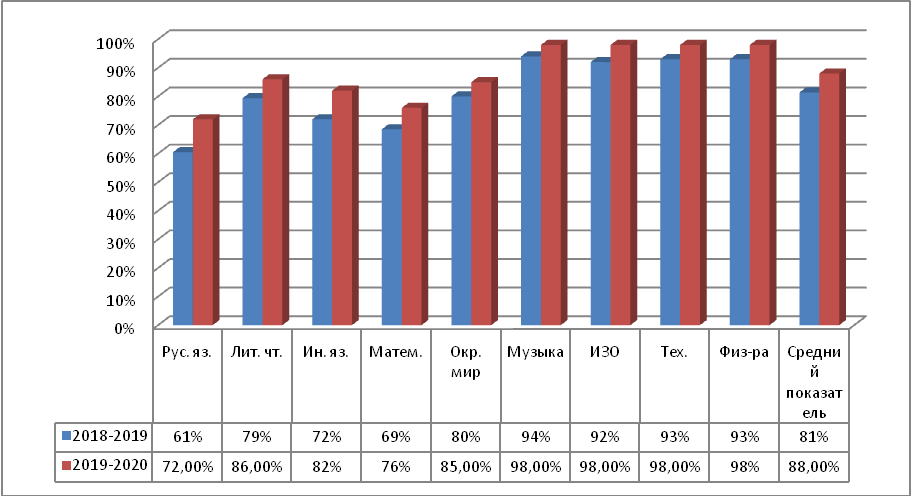 100%
90%
80%
70%
60%
50%
40%
30%
20%
10%
0%
Рус. яз. Лит. чт. Ин. яз. Матем. Окр. Музыка ИЗО Тех. Физ-ра Средни
мир й
показат
ель
2018-2019 61% 79% 72% 69% 80% 94% 92% 93% 93% 81%
2019-2020 72,00% 86,00% 82% 76% 85,00% 98,00% 98,00% 98,00% 98% 88,00%